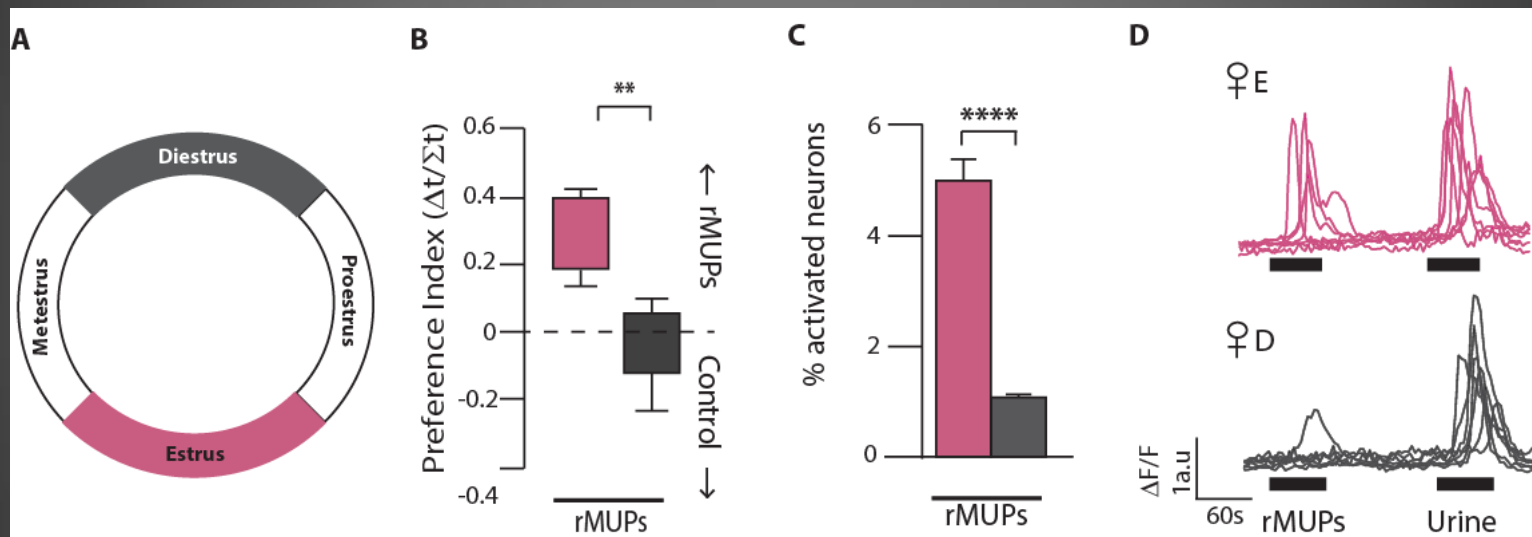 A
Diestrus
Metestrus
Proestrus
Estrus
B
**
Preference Index (Δt/Σt)
0.6
0.4
0.2
0
-0.2
-0.4
← Control rMUPs →
rMUPs
C
****
% activated neurons
6
4
2
0
rMUPs
D
♀E
♀D
ΔF/F
1a.u
60s
rMUPs
Urine